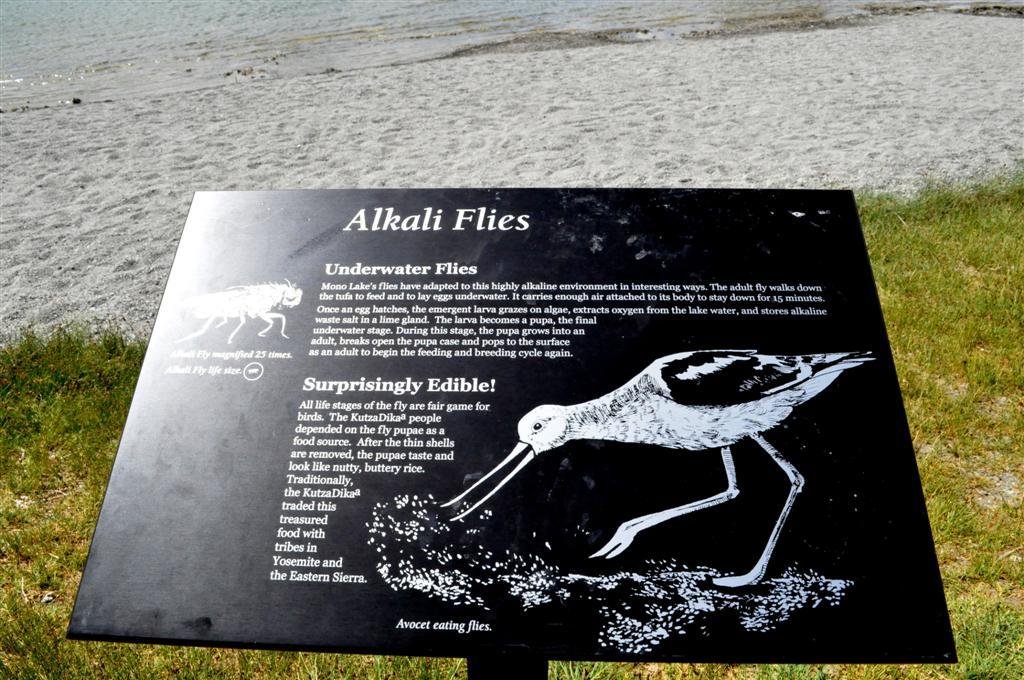 Alkali Flies
Underwater Flies
Mono Lake's flies have adapted to this highly alkaline environment in interesting ways. The adult fly walks down
the tufa to feed and to lay eggs underwater. It carries enough air attached to its body to stay down for 15 minutes.
Once an egg hatches, the emergent larva grazes on algae, extracts oxygen from the lake water, and stores alkaline
waste salt in a lime gland. The larva becomes a pupa, the final
underwater stage. During this stage, the pupa grows into an
adult, breaks open the pupa case and pops to the surface
as an adult to begin the feeding and breeding cycle again.
Alkali Fly magnified 25 times.
Alkali Fly life size.
Surprisingly Edible!
All life stages of the fly are fair game for
birds. The KutzaDikaª people
depended on the fly pupae as a
food source. After the thin shells
are removed, the pupae taste and
look like nutty, buttery rice.
Traditionally,
the KutzaDikaª
traded this
treasured
food with
tribes in
Yosemite and
the Eastern Sierra.
Avocet eating flies.